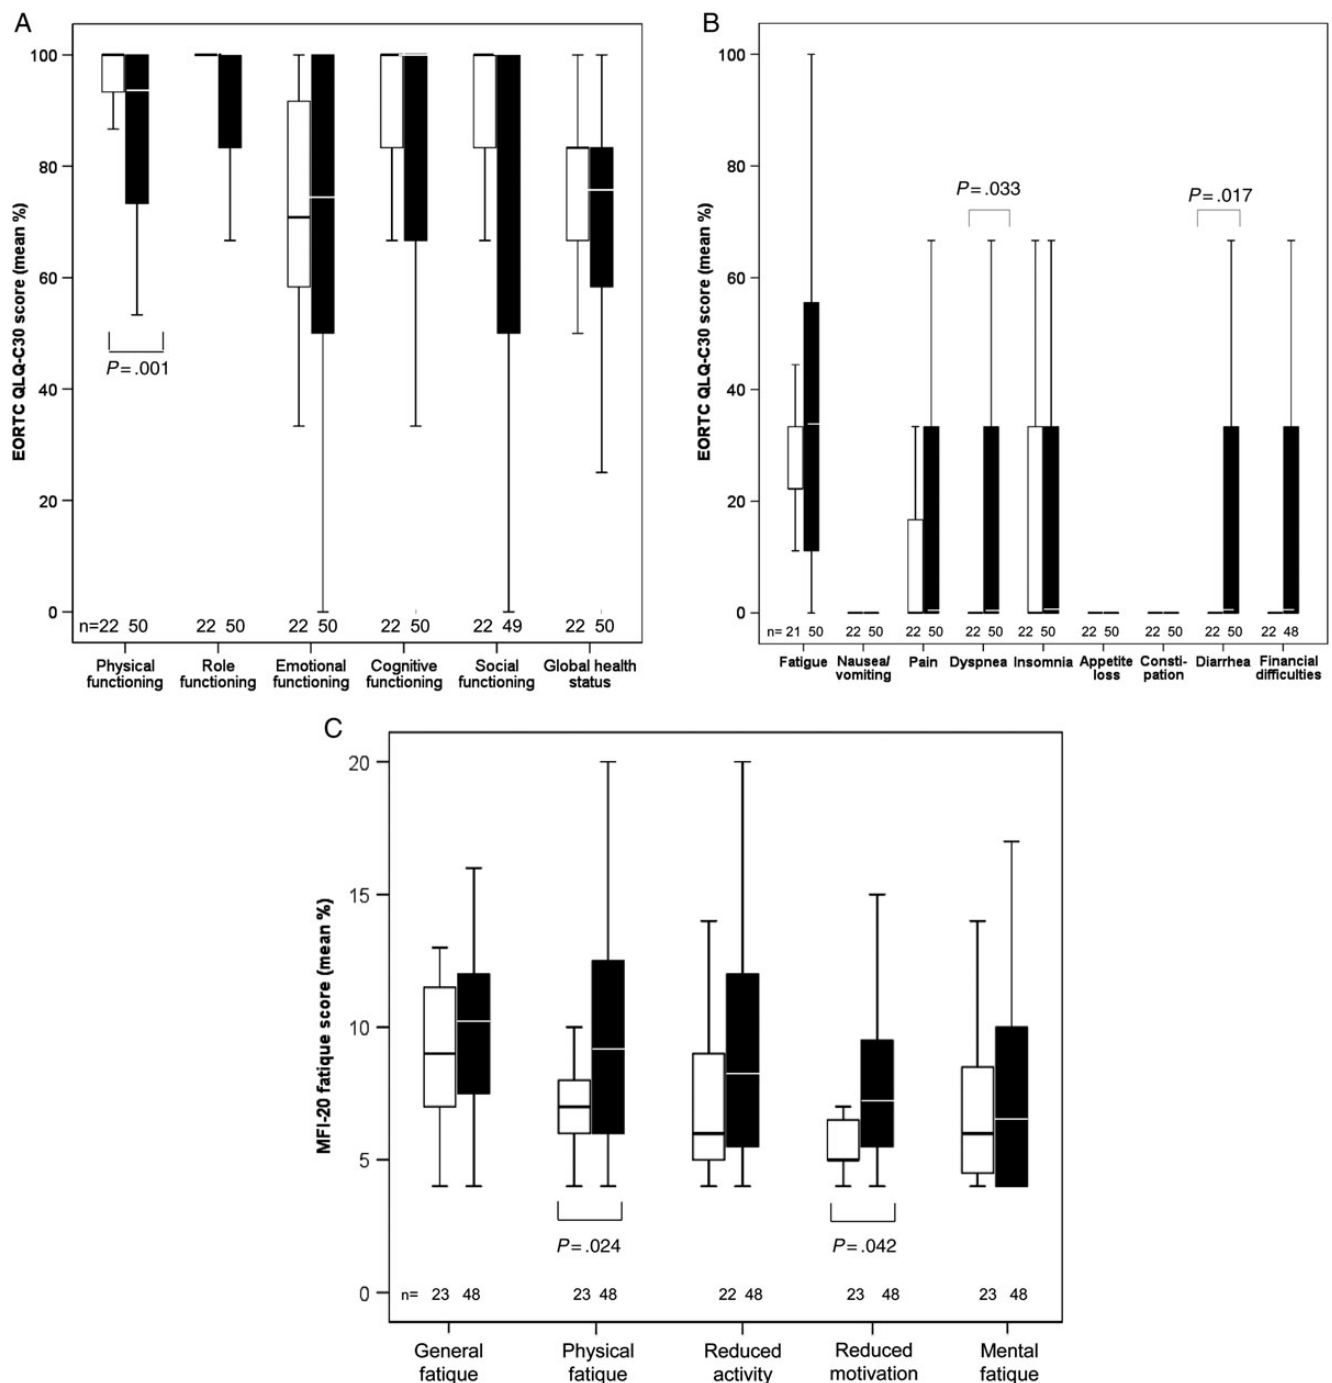 A
EORTC QLQ-C30 score (mean %)
100
80
60
40
20
0
P=.001
n=22 50 22 50 22 50 22 50 22 49 22 50
Physical functioning
Role functioning
Emotional functioning
Cognitive functioning
Social functioning
Global health status
B
EORTC QLQ-C30 score (mean %)
100
80
60
40
20
0
P=.033
P=.017
n= 21 50 22 50 22 50 22 50 22 50 22 50 22 50 22 50 22 48
Fatigue
Nausea/ vomiting
Pain
Dyspnea
Insomnia
Appetite loss
Consti- pation
Diarrhea
Financial difficulties
C
MFI-20 fatique score (mean %)
20
15
10
5
0
P=.024
P=.042
n= 23 48 23 48 22 48 23 48 23 48
General fatique
Physical fatique
Reduced activity
Reduced motivation
Mental fatique